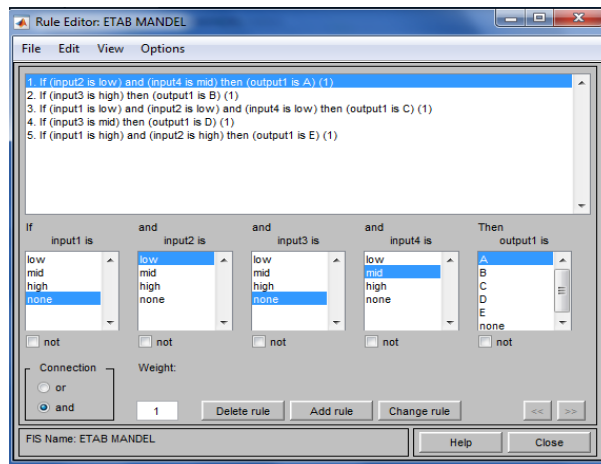 Rule Editor: ETAB MANDEL
File Edit View Options
1. If (input2 is low) and (input4 is mid) then (output1 is A) (1)
2. If (input3 is high) then (output1 is B) (1)
3. If (input1 is low) and (input2 is low) and (input4 is low) then (output1 is C) (1)
4. If (input3 is mid) then (output1 is D) (1)
5. If (input1 is high) and (input2 is high) then (output1 is E) (1)
If and and and Then
input1 is input2 is input3 is input4 is output1 is
low low low low A
mid mid mid mid B
high high high high C
none none none none D
E
none
not not not not not
Connection Weight:
or
and 1 Delete rule Add rule Change rule << >>
FIS Name: ETAB MANDEL Help Close